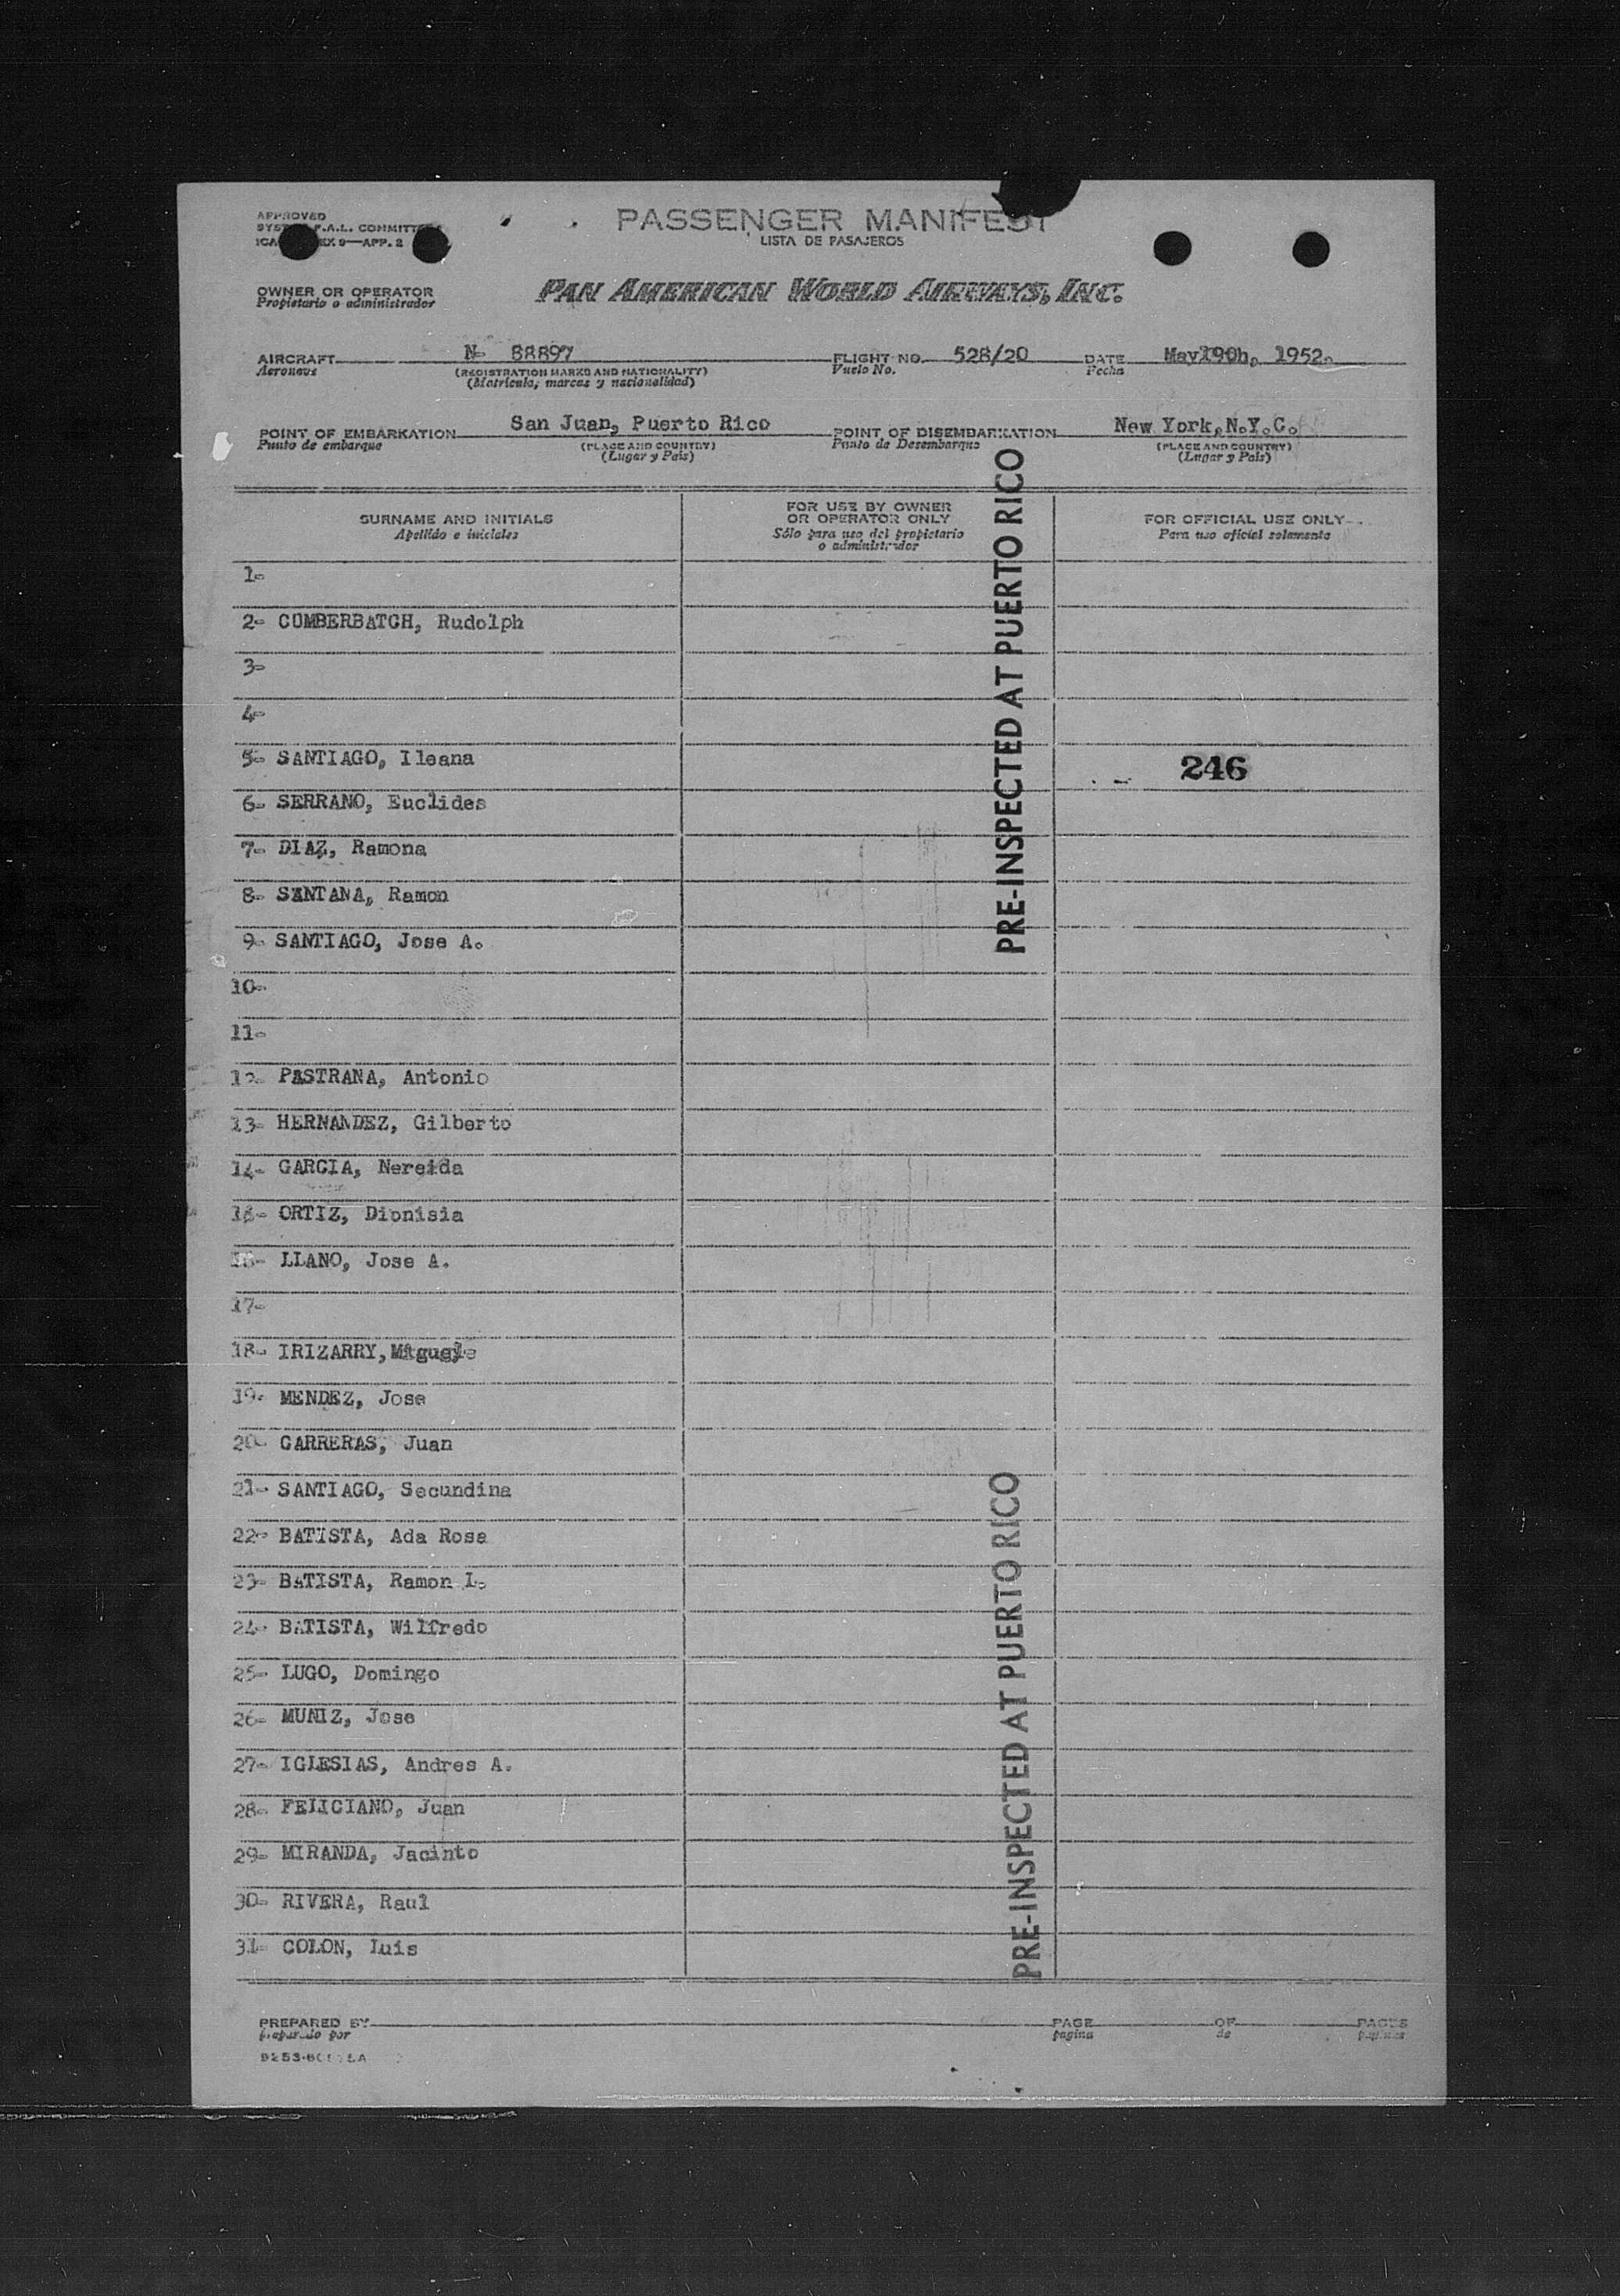 APPROVED
PASSENGER MANIFEST
F.A.L. COMMITTEE
LISTA DE PASAJEROS
9—APP. 2
OWNER OR OPERATOR
Propietario o administrador
PAN AMERICAN WORLD AIRWAYS, INC.
AIRCRAFT N- 88897 FLIGHT NO. 528/20 DATE 1952.
Aeronave (REGISTRATION MARKS AND NATIONALITY) Vuelo No. Fecha
(Matrícula, marcas y nacionalidad)
POINT OF EMBARKATION San Juan, Puerto Rico POINT OF DISEMBARKATION New York, N.Y.C.
Punto de embarque (PLACE AND COUNTRY) Punto de Desembarque (PLACE AND COUNTRY)
(Lugar y País) (Lugar y País)
SURNAME AND INITIALS
Apellido e iniciales
FOR USE BY OWNER
OR OPERATOR ONLY
Sólo para uso del propietario
o administrador
FOR OFFICIAL USE ONLY
Para uso oficial solamente
1-
2- CUMBERBATCH, Rudolph
3-
4-
5- SANTIAGO, Ileana
246
6- SERRANO, Euclides
7- DIAZ, Ramona
8- SANTANA, Ramon
9- SANTIAGO, Jose A.
10-
11-
12- PASTRANA, Antonio
13- HERNANDEZ, Gilberto
14- GARCIA, Nereida
ORTIZ, Dionisia
LLANO, Jose A.
17-
18- IRIZARRY,
19- MENDEZ, Jose
20- CARRERAS, Juan
21- SANTIAGO, Secundina
22- BATISTA, Ada Rosa
23- BATISTA, Ramon L.
24- BATISTA, Wilfredo
25- LUGO, Domingo
26- MUNIZ, Jose
27- IGLESIAS, Andres A.
28- FELICIANO, Juan
29- MIRANDA, Jacinto
30- RIVERA, Raul
31- COLON, Luis
PRE-INSPECTED AT PUERTO RICO
PRE-INSPECTED AT PUERTO RICO
PREPARED BY PAGE OF PAGES
preparado por página de páginas